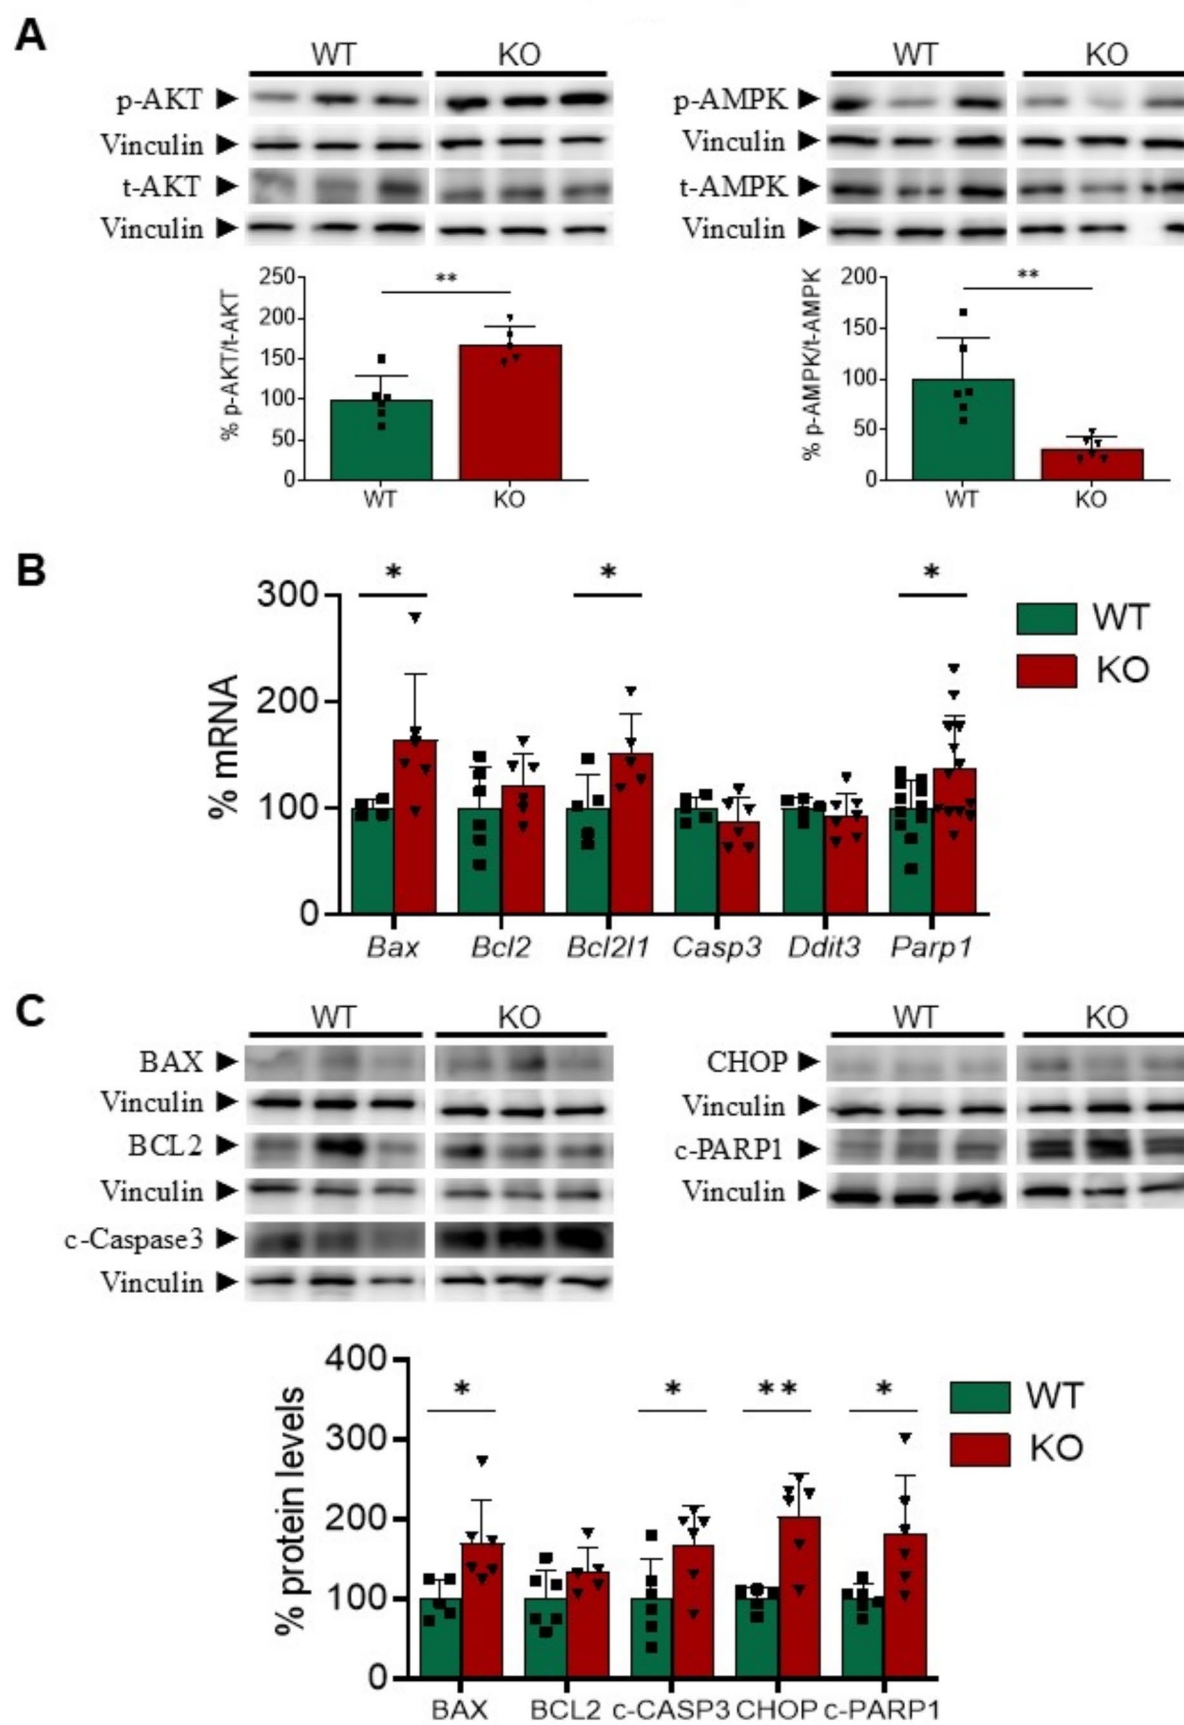 A
WT KO WT KO
p-AKT ► p-AMPK ►
Vinculin ► Vinculin ►
t-AKT ► t-AMPK ►
Vinculin ► Vinculin ►
% p-AKT/t-AKT
250
200
150
100
50
0
**
WT KO
% p-AMPK/t-AMPK
200
150
100
50
0
**
WT KO
B
% mRNA
300
200
100
0
* * *
WT
KO
Bax Bcl2 Bcl2l1 Casp3 Ddit3 Parp1
C
WT KO WT KO
BAX ► CHOP ►
Vinculin ► Vinculin ►
BCL2 ► c-PARP1 ►
Vinculin ► Vinculin ►
c-Caspase3 ►
Vinculin ►
% protein levels
400
300
200
100
0
* * ** *
WT
KO
BAX BCL2 c-CASP3 CHOP c-PARP1